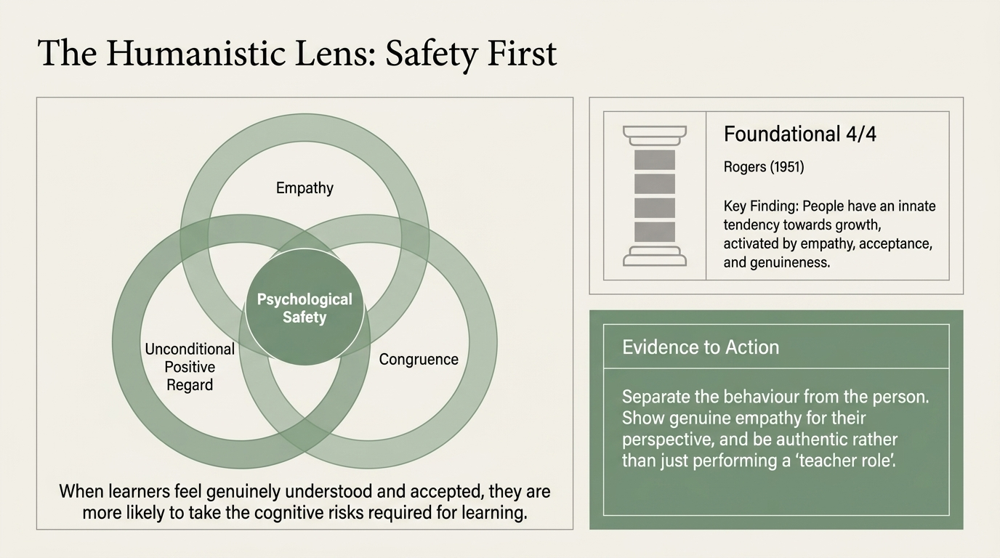 The Humanistic Lens: Safety First
Empathy
Psychological
Safety
Unconditional
Positive
Regard
Congruence
When learners feel genuinely understood and accepted, they are
more likely to take the cognitive risks required for learning.
Foundational 4/4
Rogers (1951)
Key Finding: People have an innate
tendency towards growth,
activated by empathy, acceptance,
and genuineness.
Evidence to Action
Separate the behaviour from the person.
Show genuine empathy for their
perspective, and be authentic rather
than just performing a ‘teacher role’.